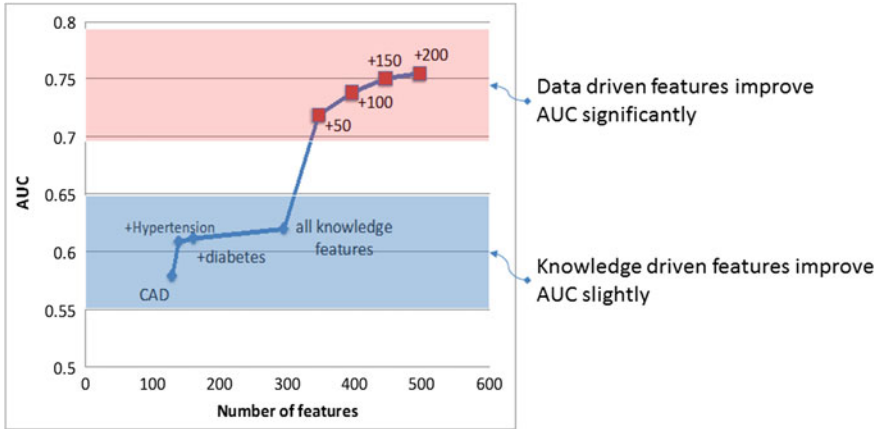 0.8
0.75
0.7
0.65
0.6
0.55
0.5
AUC
0 100 200 300 400 500 600
Number of features
CAD
+Hypertension
+diabetes
all knowledge
features
+50
+100
+150
+200
Data driven features improve
AUC significantly
Knowledge driven features improve
AUC slightly